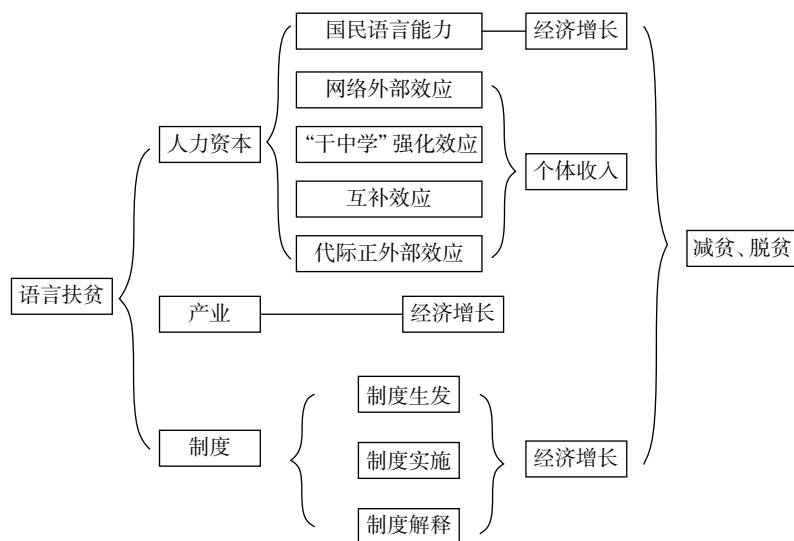 国民语言能力
经济增长
网络外部效应
人力资本
“干中学”强化效应
个体收入
互补效应
代际正外部效应
减贫、脱贫
语言扶贫
产业
经济增长
制度生发
制度
制度实施
经济增长
制度解释